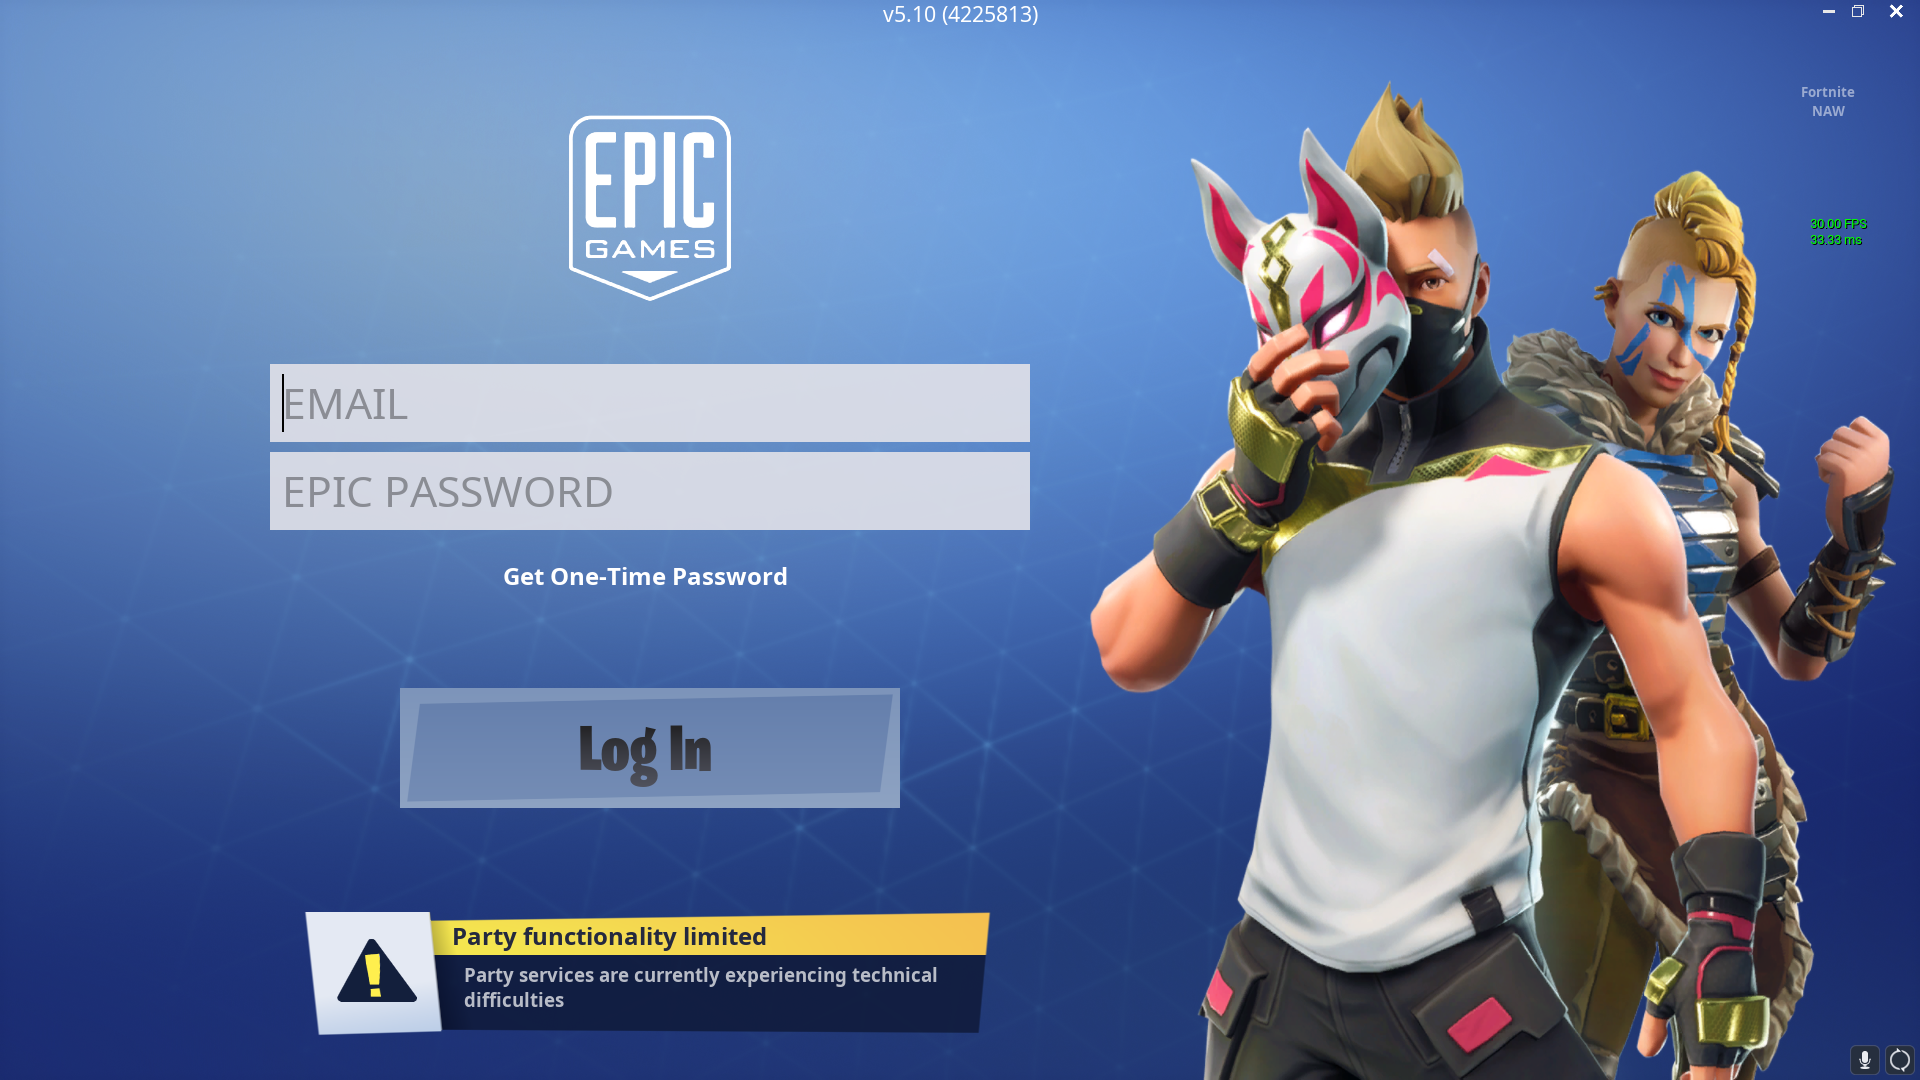 v5.10 (4225813)
Fortnite
NAW
EPIC
GAMES
30.00 FPS
33.33 ms
EMAIL
EPIC PASSWORD
Get One-Time Password
Log In
Party functionality limited
Party services are currently experiencing technical
difficulties